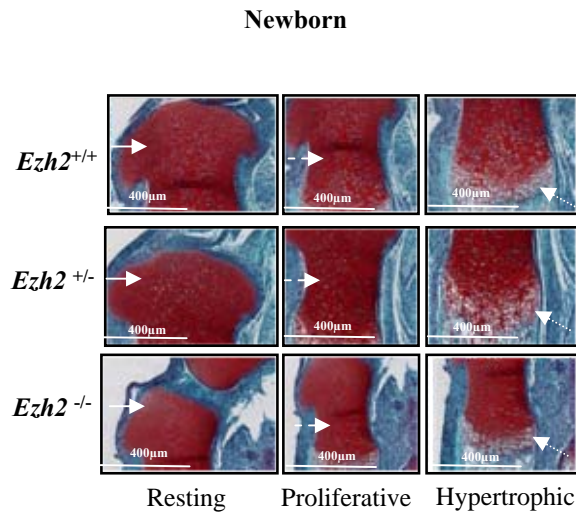 Newborn
Ezh2+/+
400µm 400µm 400µm
Ezh2 +/-
400µm 400µm 400µm
Ezh2 -/-
400µm 400µm 400µm
Resting Proliferative Hypertrophic